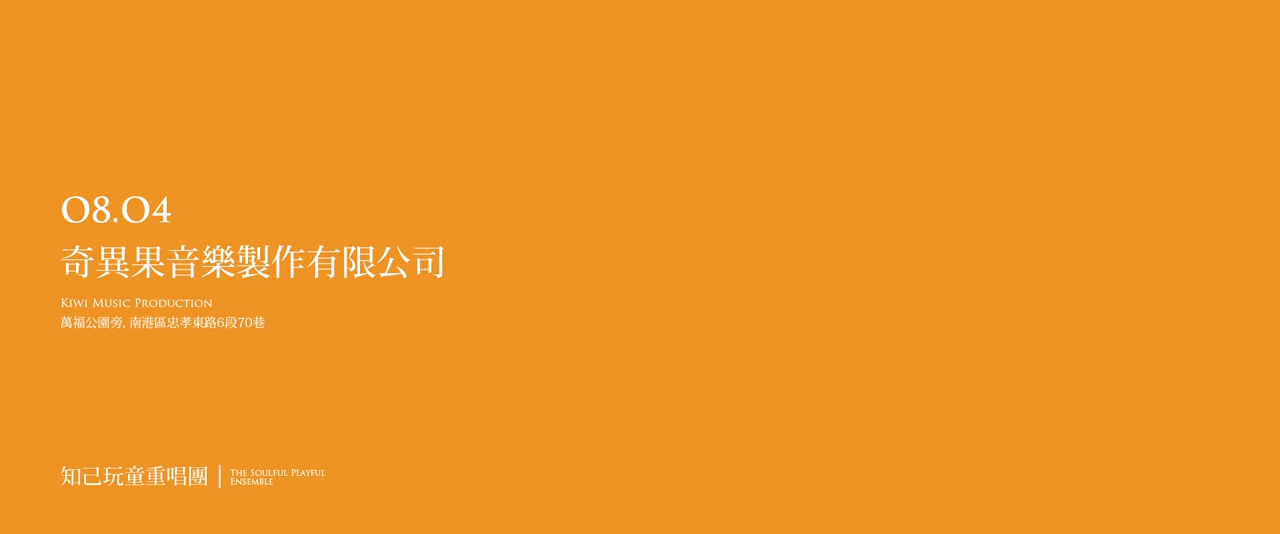 08.04
奇異果音樂製作有限公司
Kiwi Music Production
萬福公園旁, 南港區忠孝東路6段70巷
知己玩童重唱團
The Soulful Playful
Ensemble